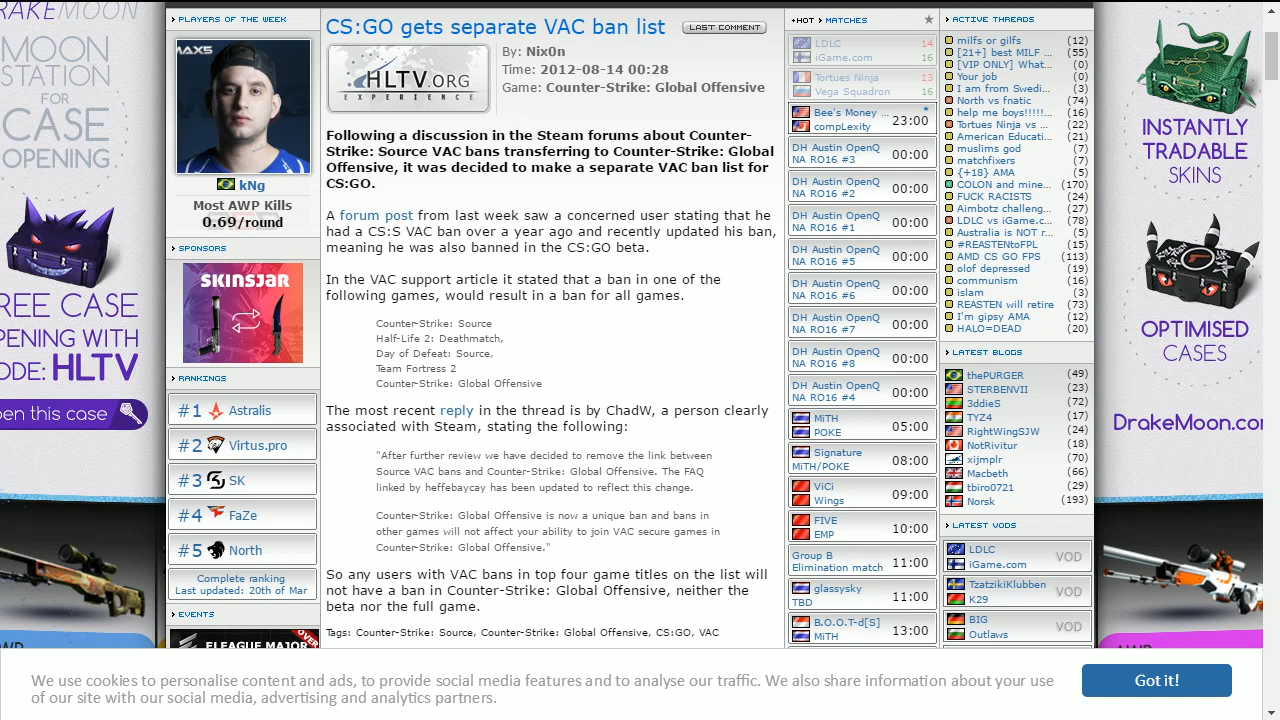 DRAKEMOON
MOON
STATION
FOR
CASE
OPENING
REE CASE
PENING WITH
ODE: HLTV
pen this case
PLAYERS OF THE WEEK
kNg
Most AWP Kills
0.69/round
SPONSORS
SKINSJAR
RANKINGS
#1 Astralis
#2 Virtus.pro
#3 SK
#4 FaZe
#5 North
Complete ranking
Last updated: 20th of Mar
EVENTS
ELEAGUE MAJOR
OVER
CS:GO gets separate VAC ban list
LAST COMMENT
HLTV.ORG
EXPERIENCE
By: Nix0n
Time: 2012-08-14 00:28
Game: Counter-Strike: Global Offensive
Following a discussion in the Steam forums about Counter-
Strike: Source VAC bans transferring to Counter-Strike: Global
Offensive, it was decided to make a separate VAC ban list for
CS:GO.
A forum post from last week saw a concerned user stating that he
had a CS:S VAC ban over a year ago and recently updated his ban,
meaning he was also banned in the CS:GO beta.
In the VAC support article it stated that a ban in one of the
following games, would result in a ban for all games.
Counter-Strike: Source
Half-Life 2: Deathmatch,
Day of Defeat: Source,
Team Fortress 2
Counter-Strike: Global Offensive
The most recent reply in the thread is by ChadW, a person clearly
associated with Steam, stating the following:
"After further review we have decided to remove the link between
Source VAC bans and Counter-Strike: Global Offensive. The FAQ
linked by heffebaycay has been updated to reflect this change.
Counter-Strike: Global Offensive is now a unique ban and bans in
other games will not affect your ability to join VAC secure games in
Counter-Strike: Global Offensive."
So any users with VAC bans in top four game titles on the list will
not have a ban in Counter-Strike: Global Offensive, neither the
beta nor the full game.
Tags: Counter-Strike: Source, Counter-Strike: Global Offensive, CS:GO, VAC
HOT MATCHES
LDLC 14
iGame.com 16
Tortues Ninja 13
Vega Squadron 16
Bee's Money ... *
compLexity 23:00
DH Austin OpenQ
NA RO16 #3 00:00
DH Austin OpenQ
NA RO16 #2 00:00
DH Austin OpenQ
NA RO16 #1 00:00
DH Austin OpenQ
NA RO16 #5 00:00
DH Austin OpenQ
NA RO16 #6 00:00
DH Austin OpenQ
NA RO16 #7 00:00
DH Austin OpenQ
NA RO16 #8 00:00
DH Austin OpenQ
NA RO16 #4 00:00
MiTH
POKE 05:00
Signature
MiTH/POKE 08:00
ViCi
Wings 09:00
FIVE
EMP 10:00
Group B
Elimination match 11:00
glassysky
TBD 11:00
B.O.O.T-d[S]
MiTH 13:00
ACTIVE THREADS
milfs or gilfs (12)
[21+] best MILF ... (55)
[VIP ONLY] What... (0)
Your job (0)
I am from Swedi... (3)
North vs fnatic (74)
help me boys!!!!!... (16)
Tortues Ninja vs ... (22)
American Educati... (21)
muslims god (7)
matchfixers (7)
{+18} AMA (5)
COLON and mine... (170)
FUCK RACISTS (24)
Aimbotz challeng... (27)
LDLC vs iGame.c... (78)
Australia is NOT r... (5)
#REASTENtoFPL (15)
AMD CS GO FPS (113)
olof depressed (19)
communism (16)
islam (3)
REASTEN will retire (73)
I'm gipsy AMA (12)
HALO=DEAD (20)
LATEST BLOGS
thePURGER (49)
STERBENVII (23)
3ddieS (72)
TYZ4 (17)
RightWingSJW (24)
NotRivitur (18)
xijmplr (70)
Macbeth (66)
tbiro0721 (29)
Norsk (193)
LATEST VODS
LDLC
iGame.com VOD
TzatzikiKlubben
K29 VOD
BIG
Outlaws VOD
INSTANTLY
TRADABLE
SKINS
OPTIMISED
CASES
DrakeMoon.com
We use cookies to personalise content and ads, to provide social media features and to analyse our traffic. We also share information about your use
of our site with our social media, advertising and analytics partners.
Got it!